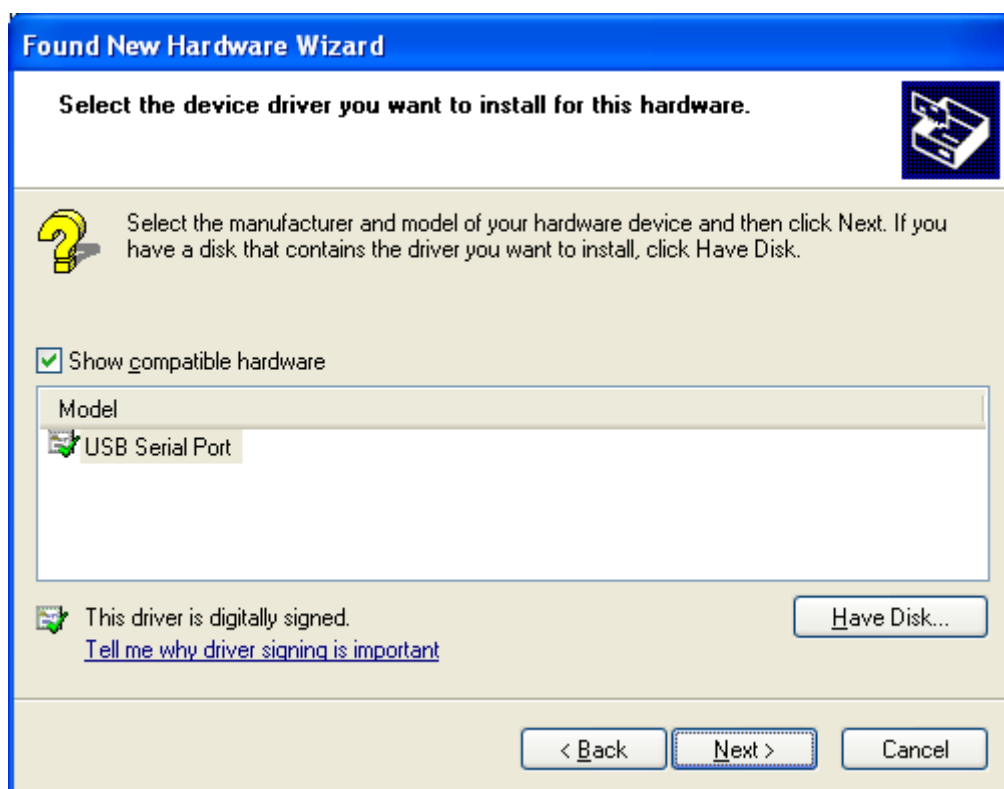 Found New Hardware Wizard
Select the device driver you want to install for this hardware.
Select the manufacturer and model of your hardware device and then click Next. If you
have a disk that contains the driver you want to install, click Have Disk.
Show compatible hardware
Model
USB Serial Port
This driver is digitally signed.
Have Disk...
Tell me why driver signing is important
< Back
Next >
Cancel